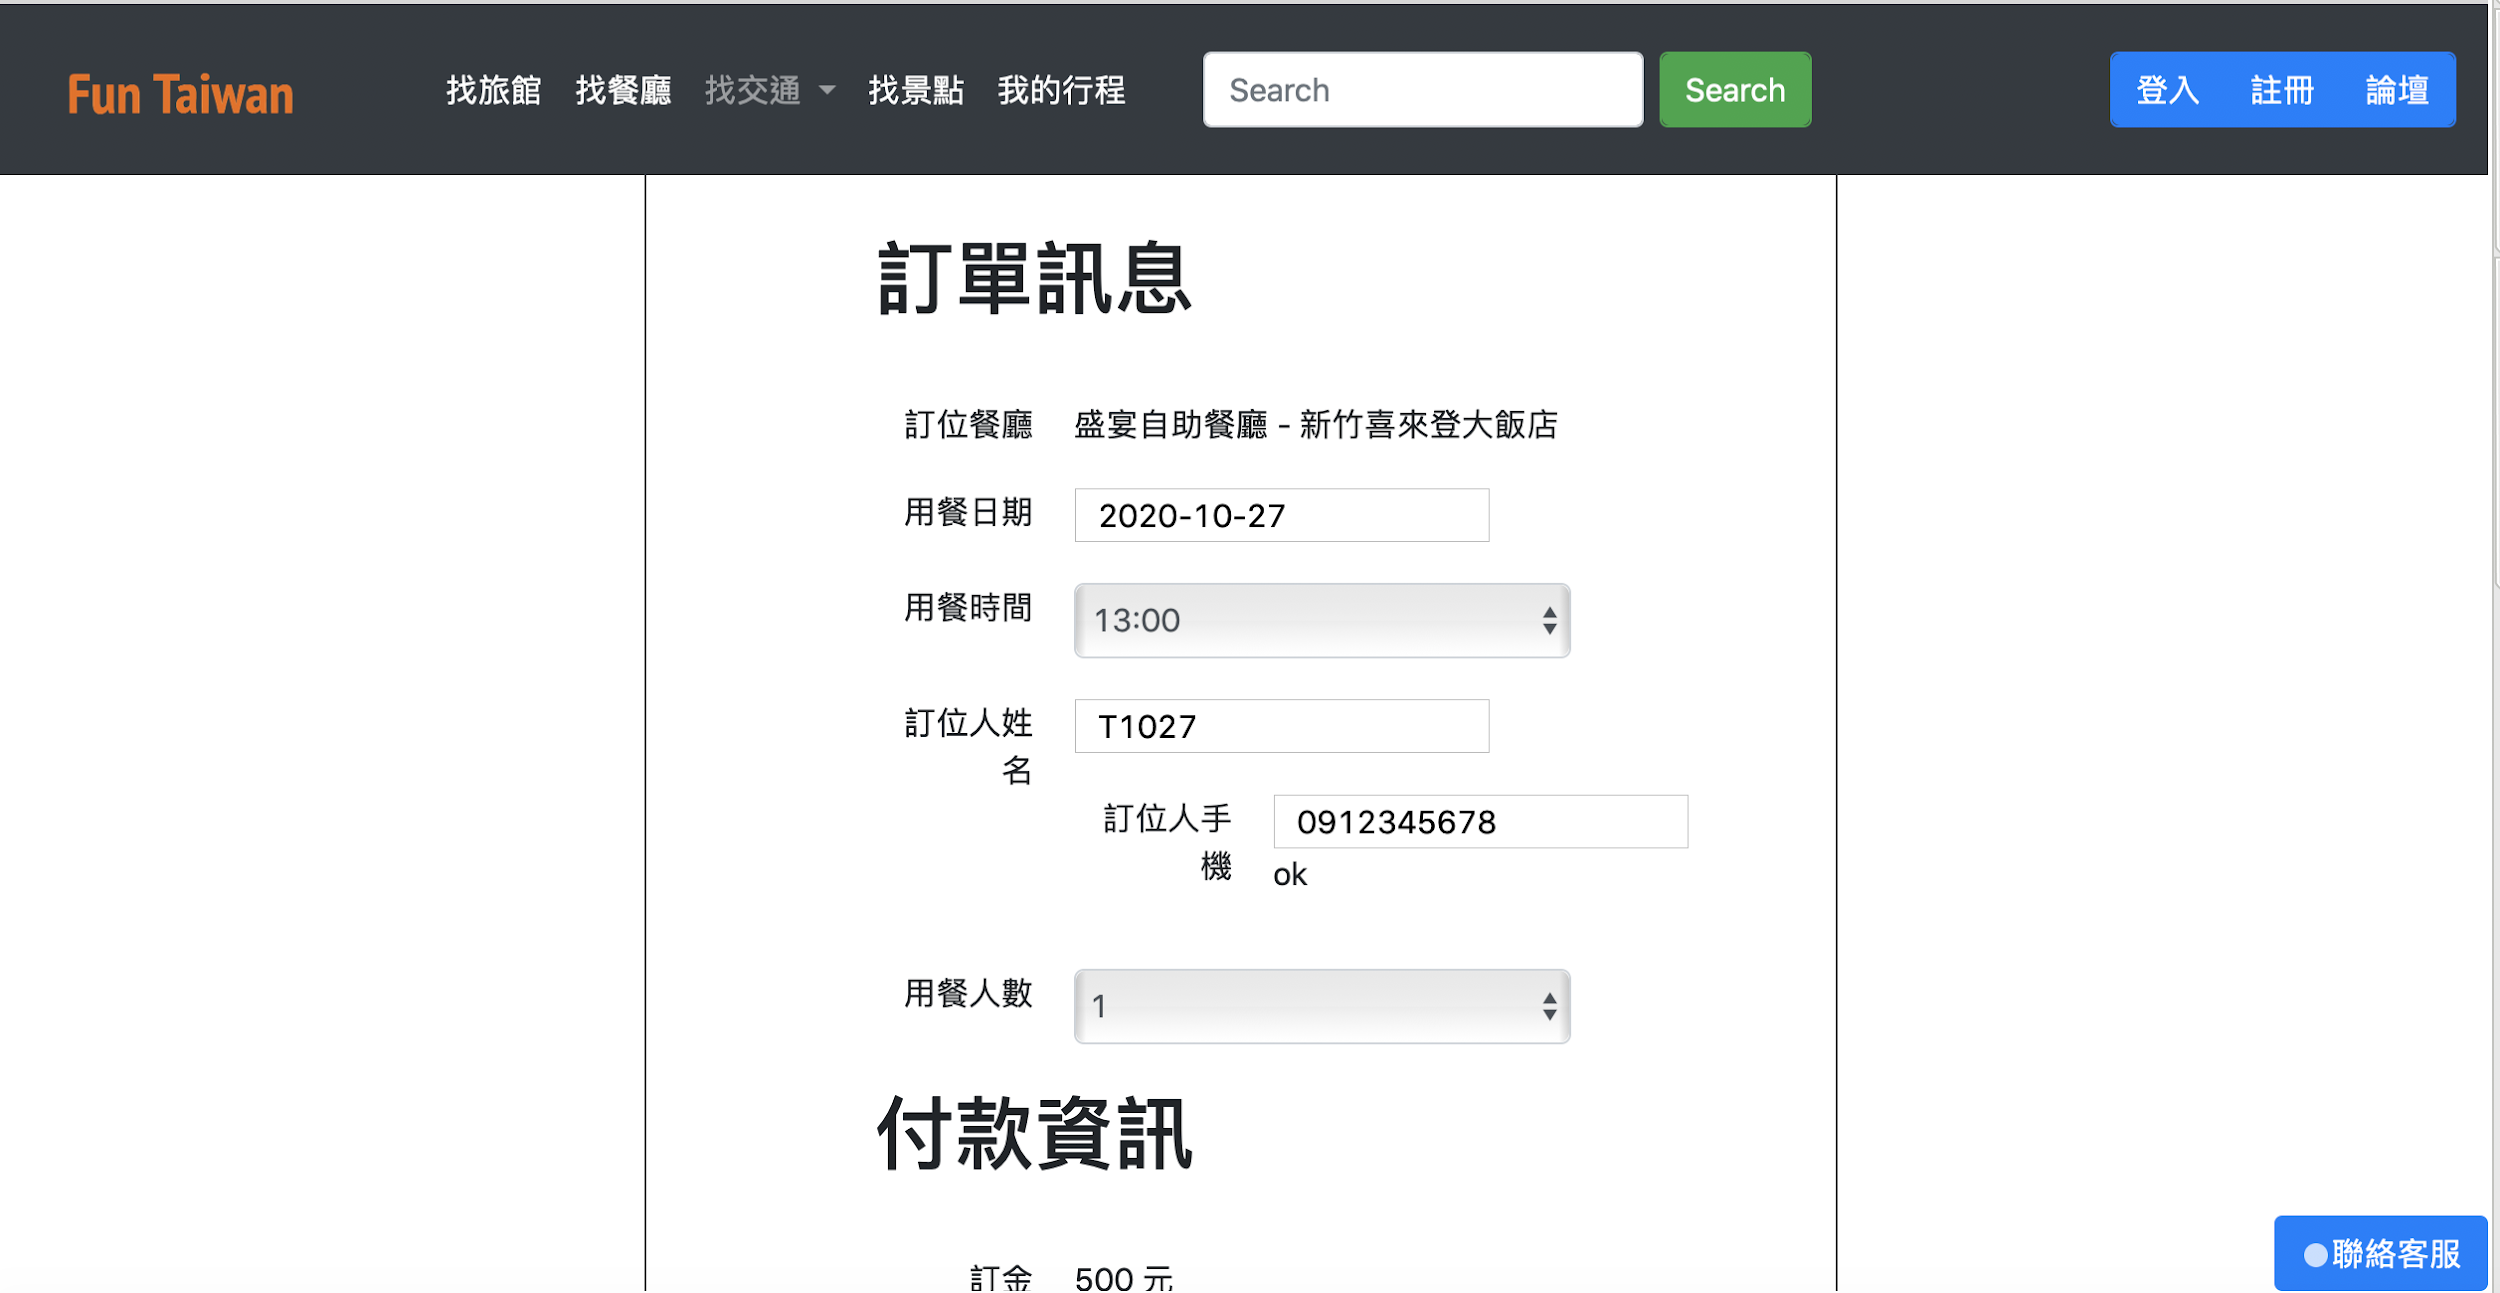 Fun Taiwan 找旅館 找餐廳 找交通 找景點 我的行程 Search Search 登入 註冊 論壇
訂單訊息
訂位餐廳 盛宴自助餐廳 - 新竹喜來登大飯店
用餐日期 2020-10-27
用餐時間 13:00
訂位人姓名 T1027
訂位人手機 0912345678
ok
用餐人數 1
付款資訊
訂金 500 元
聯絡客服